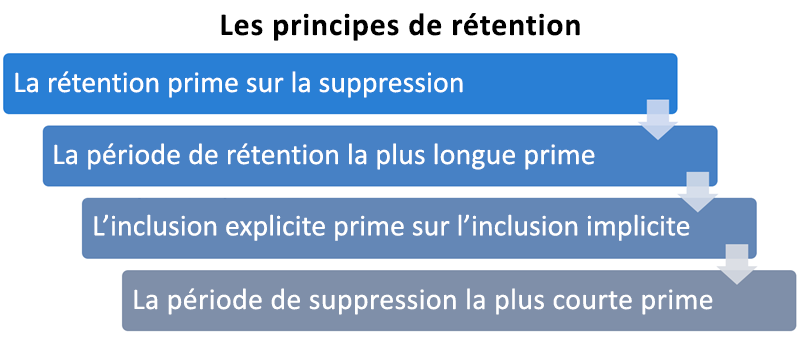 Les principes de rétention
La rétention prime sur la suppression
La période de rétention la plus longue prime
L’inclusion explicite prime sur l’inclusion implicite
La période de suppression la plus courte prime